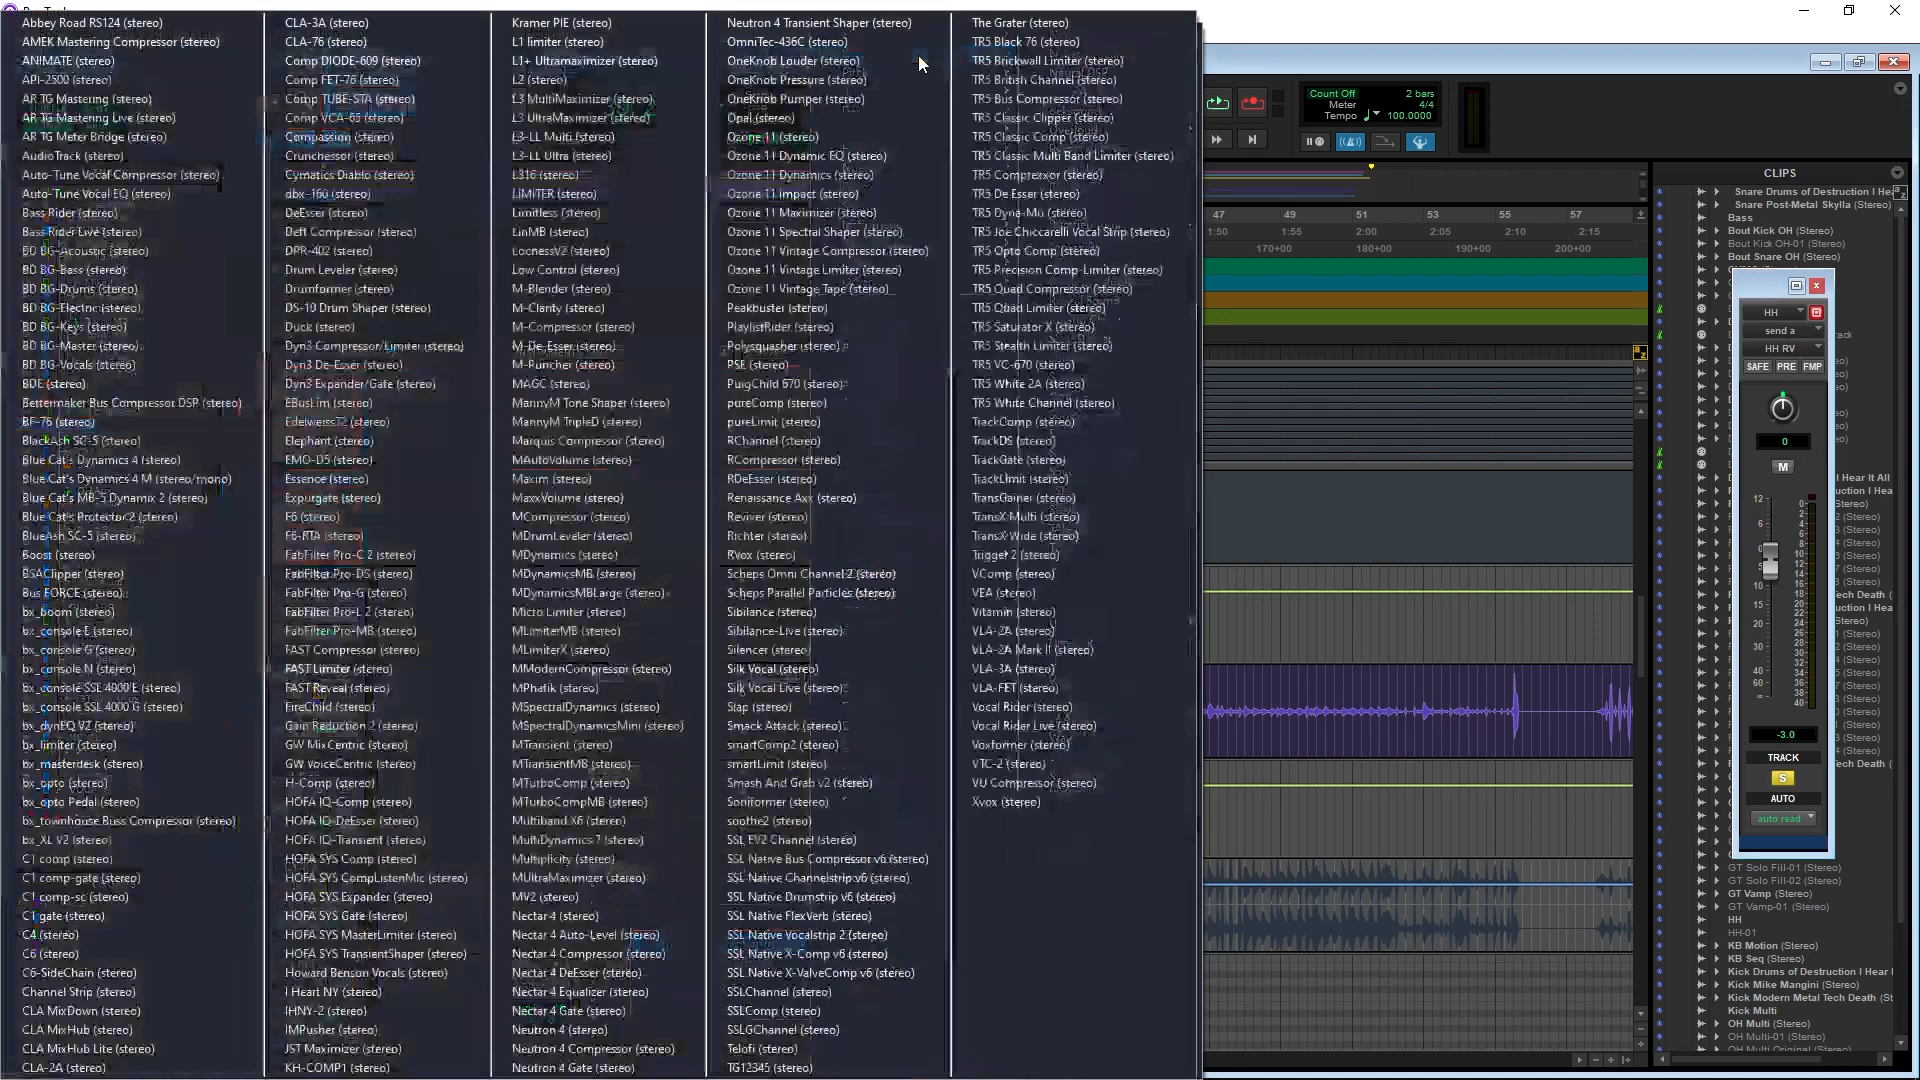 Abbey Road RS124 (stereo)
AMEK Mastering Compressor (stereo)
ANIMATE (stereo)
API-2500 (stereo)
AR TG Mastering (stereo)
AR TG Mastering Live (stereo)
AR TG Meter Bridge (stereo)
AudioTrack (stereo)
Auto-Tune Vocal Compressor (stereo)
Auto-Tune Vocal EQ (stereo)
Bass Rider (stereo)
Bass Rider Live (stereo)
BD BG-Acoustic (stereo)
BD BG-Bass (stereo)
BD BG-Drums (stereo)
BD BG-Electric (stereo)
BD BG-Keys (stereo)
BD BG-Master (stereo)
BD BG-Vocals (stereo)
BDE (stereo)
Bettermaker Bus Compressor DSP (stereo)
BF-76 (stereo)
BlackAsh SC-5 (stereo)
Blue Cat's Dynamics 4 (stereo)
Blue Cat's Dynamics 4 M (stereo/mono)
Blue Cat's MB-5 Dynamix 2 (stereo)
Blue Cat's Protector 2 (stereo)
BlueAsh SC-5 (stereo)
Boost (stereo)
BSAClipper (stereo)
Bus FORCE (stereo)
bx_boom (stereo)
bx_console E (stereo)
bx_console G (stereo)
bx_console N (stereo)
bx_console SSL 4000 E (stereo)
bx_console SSL 4000 G (stereo)
bx_dynEQ V2 (stereo)
bx_limiter (stereo)
bx_masterdesk (stereo)
bx_opto (stereo)
bx_opto Pedal (stereo)
bx_townhouse Buss Compressor (stereo)
bx_XL V2 (stereo)
C1 comp (stereo)
C1 comp-gate (stereo)
C1 comp-sc (stereo)
C1 gate (stereo)
C4 (stereo)
C6 (stereo)
C6-SideChain (stereo)
Channel Strip (stereo)
CLA MixDown (stereo)
CLA MixHub (stereo)
CLA MixHub Lite (stereo)
CLA-2A (stereo)
CLA-3A (stereo)
CLA-76 (stereo)
Comp DIODE-609 (stereo)
Comp FET-76 (stereo)
Comp TUBE-STA (stereo)
Comp VCA-65 (stereo)
Compassion (stereo)
Crunchessor (stereo)
Cymatics Diablo (stereo)
dbx-160 (stereo)
DeEsser (stereo)
Deft Compressor (stereo)
DPR-402 (stereo)
Drum Leveler (stereo)
Drumformer (stereo)
DS-10 Drum Shaper (stereo)
Duck (stereo)
Dyn3 Compressor/Limiter (stereo)
Dyn3 De-Esser (stereo)
Dyn3 Expander/Gate (stereo)
EBusLim (stereo)
Edelweiss72 (stereo)
Elephant (stereo)
EMO-D5 (stereo)
Essence (stereo)
Expurgate (stereo)
F6 (stereo)
F6-RTA (stereo)
FabFilter Pro-C 2 (stereo)
FabFilter Pro-DS (stereo)
FabFilter Pro-G (stereo)
FabFilter Pro-L 2 (stereo)
FabFilter Pro-MB (stereo)
FAST Compressor (stereo)
FAST Limiter (stereo)
FAST Reveal (stereo)
FireChild (stereo)
Gain Reduction 2 (stereo)
GW MixCentric (stereo)
GW VoiceCentric (stereo)
H-Comp (stereo)
HOFA IQ-Comp (stereo)
HOFA IQ-DeEsser (stereo)
HOFA IQ-Transient (stereo)
HOFA SYS Comp (stereo)
HOFA SYS CompListenMic (stereo)
HOFA SYS Expander (stereo)
HOFA SYS Gate (stereo)
HOFA SYS MasterLimiter (stereo)
HOFA SYS TransientShaper (stereo)
Howard Benson Vocals (stereo)
I Heart NY (stereo)
IHNY-2 (stereo)
IMPusher (stereo)
JST Maximizer (stereo)
KH-COMP1 (stereo)
Kramer PIE (stereo)
L1 limiter (stereo)
L1+ Ultramaximizer (stereo)
L2 (stereo)
L3 MultiMaximizer (stereo)
L3 UltraMaximizer (stereo)
L3-LL Multi (stereo)
L3-LL Ultra (stereo)
L316 (stereo)
LIMITER (stereo)
Limitless (stereo)
LinMB (stereo)
LocnessV2 (stereo)
Low Control (stereo)
M-Blender (stereo)
M-Clarity (stereo)
M-Compressor (stereo)
M-De-Esser (stereo)
M-Puncher (stereo)
MAGC (stereo)
MannyM Tone Shaper (stereo)
MannyM TripleD (stereo)
Marquis Compressor (stereo)
MAutoVolume (stereo)
Maxim (stereo)
MaxxVolume (stereo)
MCompressor (stereo)
MDrumLeveler (stereo)
MDynamics (stereo)
MDynamicsMB (stereo)
MDynamicsMBLarge (stereo)
Micro Limiter (stereo)
MLimiterMB (stereo)
MLimiterX (stereo)
MModernCompressor (stereo)
MPhatik (stereo)
MSpectralDynamics (stereo)
MSpectralDynamicsMini (stereo)
MTransient (stereo)
MTransientMB (stereo)
MTurboComp (stereo)
MTurboCompMB (stereo)
Multiband X6 (stereo)
MultiDynamics 7 (stereo)
Multiplicity (stereo)
MUltraMaximizer (stereo)
MV2 (stereo)
Nectar 4 (stereo)
Nectar 4 Auto-Level (stereo)
Nectar 4 Compressor (stereo)
Nectar 4 DeEsser (stereo)
Nectar 4 Equalizer (stereo)
Nectar 4 Gate (stereo)
Neutron 4 (stereo)
Neutron 4 Compressor (stereo)
Neutron 4 Gate (stereo)
Neutron 4 Transient Shaper (stereo)
OmniTec-436C (stereo)
OneKnob Louder (stereo)
OneKnob Pressure (stereo)
OneKnob Pumper (stereo)
Opal (stereo)
Ozone 11 (stereo)
Ozone 11 Dynamic EQ (stereo)
Ozone 11 Dynamics (stereo)
Ozone 11 Impact (stereo)
Ozone 11 Maximizer (stereo)
Ozone 11 Spectral Shaper (stereo)
Ozone 11 Vintage Compressor (stereo)
Ozone 11 Vintage Limiter (stereo)
Ozone 11 Vintage Tape (stereo)
Peakbuster (stereo)
PlaylistRider (stereo)
Polysquasher (stereo)
PSE (stereo)
PuigChild 670 (stereo)
pureComp (stereo)
pureLimit (stereo)
RChannel (stereo)
RCompressor (stereo)
RDeEsser (stereo)
Renaissance Axx (stereo)
Reviver (stereo)
Richter (stereo)
RVox (stereo)
Scheps Omni Channel 2 (stereo)
Scheps Parallel Particles (stereo)
Sibilance (stereo)
Sibilance-Live (stereo)
Silencer (stereo)
Silk Vocal (stereo)
Silk Vocal Live (stereo)
Slap (stereo)
Smack Attack (stereo)
smartComp2 (stereo)
smartLimit (stereo)
Smash And Grab v2 (stereo)
Soniformer (stereo)
soothe2 (stereo)
SSL EV2 Channel (stereo)
SSL Native Bus Compressor v6 (stereo)
SSL Native Channelstrip v6 (stereo)
SSL Native Drumstrip v6 (stereo)
SSL Native FlexVerb (stereo)
SSL Native Vocalstrip 2 (stereo)
SSL Native X-Comp v6 (stereo)
SSL Native X-ValveComp v6 (stereo)
SSLChannel (stereo)
SSLComp (stereo)
SSLGChannel (stereo)
Telofi (stereo)
TG12345 (stereo)
The Grater (stereo)
TR5 Black 76 (stereo)
TR5 Brickwall Limiter (stereo)
TR5 British Channel (stereo)
TR5 Bus Compressor (stereo)
TR5 Classic Clipper (stereo)
TR5 Classic Comp (stereo)
TR5 Classic Multi Band Limiter (stereo)
TR5 Comprexxor (stereo)
TR5 De Esser (stereo)
TR5 Dyna-Mu (stereo)
TR5 Joe Chiccarelli Vocal Strip (stereo)
TR5 Opto Comp (stereo)
TR5 Precision Comp-Limiter (stereo)
TR5 Quad Compressor (stereo)
TR5 Quad Limiter (stereo)
TR5 Saturator X (stereo)
TR5 Stealth Limiter (stereo)
TR5 VC-670 (stereo)
TR5 White 2A (stereo)
TR5 White Channel (stereo)
TrackComp (stereo)
TrackDS (stereo)
TrackGate (stereo)
TrackLimit (stereo)
TransGainer (stereo)
TransX Multi (stereo)
TransX Wide (stereo)
Trigger 2 (stereo)
VComp (stereo)
VEA (stereo)
Vitamin (stereo)
VLA-2A (stereo)
VLA-2A Mark II (stereo)
VLA-3A (stereo)
VLA-FET (stereo)
Vocal Rider (stereo)
Vocal Rider Live (stereo)
Voxformer (stereo)
VTC-2 (stereo)
VU Compressor (stereo)
Xvox (stereo)
Count Off 2 bars
Meter 4/4
Tempo 100.0000
47 49 51 53 55 57
1:50 1:55 2:00 2:05 2:10 2:15
170+00 180+00 190+00 200+00
CLIPS
Snare Drums of Destruction I He
Snare Post-Metal Skylla (Stereo)
Bass
Bout Kick OH (Stereo)
Bout Kick OH-01 (Stereo)
Bout Snare OH (Stereo)
HH
send a
HH RV
SAFE PRE FMP
0
M
-3.0
TRACK
S
AUTO
auto read
GT Solo Fill-01 (Stereo)
GT Solo Fill-02 (Stereo)
GT Vamp (Stereo)
GT Vamp-01 (Stereo)
HH
HH-01
KB Motion (Stereo)
KB Seq (Stereo)
Kick Drums of Destruction I Hear I
Kick Mike Mangini (Stereo)
Kick Modern Metal Tech Death (St
Kick Multi
OH Multi (Stereo)
OH Multi-01 (Stereo)
OH Multi Original (Stereo)